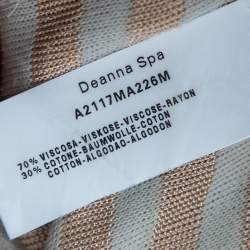 Deanna Spa
A2117MA226M
70% VISCOSA-VISKOSE-VISCOSE-RAYON
30% COTONE-BAUMWOLLE-COTON
COTTON-ALGODAO-ALGODON